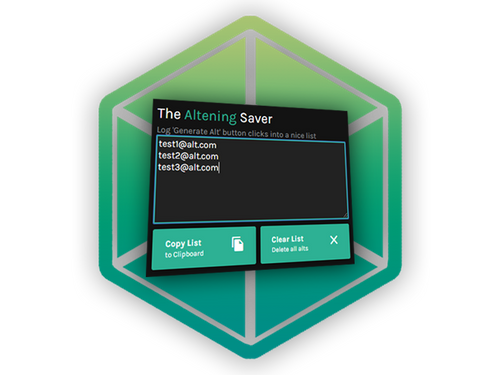 The Altening Saver
Log 'Generate Alt' button clicks into a nice list
test1@alt.com
test2@alt.com
test3@alt.com
Copy List
to Clipboard
Clear List
Delete all alts
X